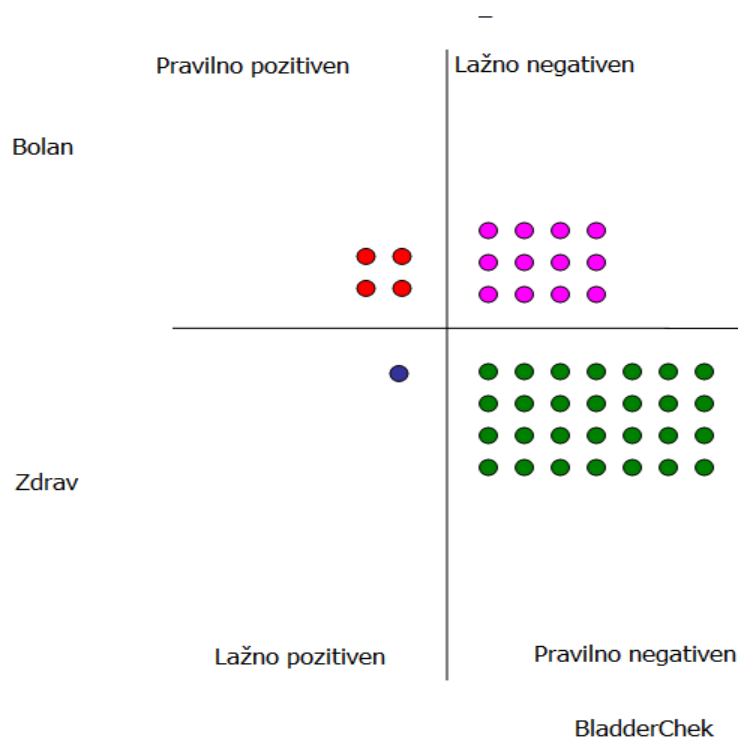 –
Pravilno pozitiven
Lažno negativen
Bolan
Zdrav
Lažno pozitiven
Pravilno negativen
BladderChek